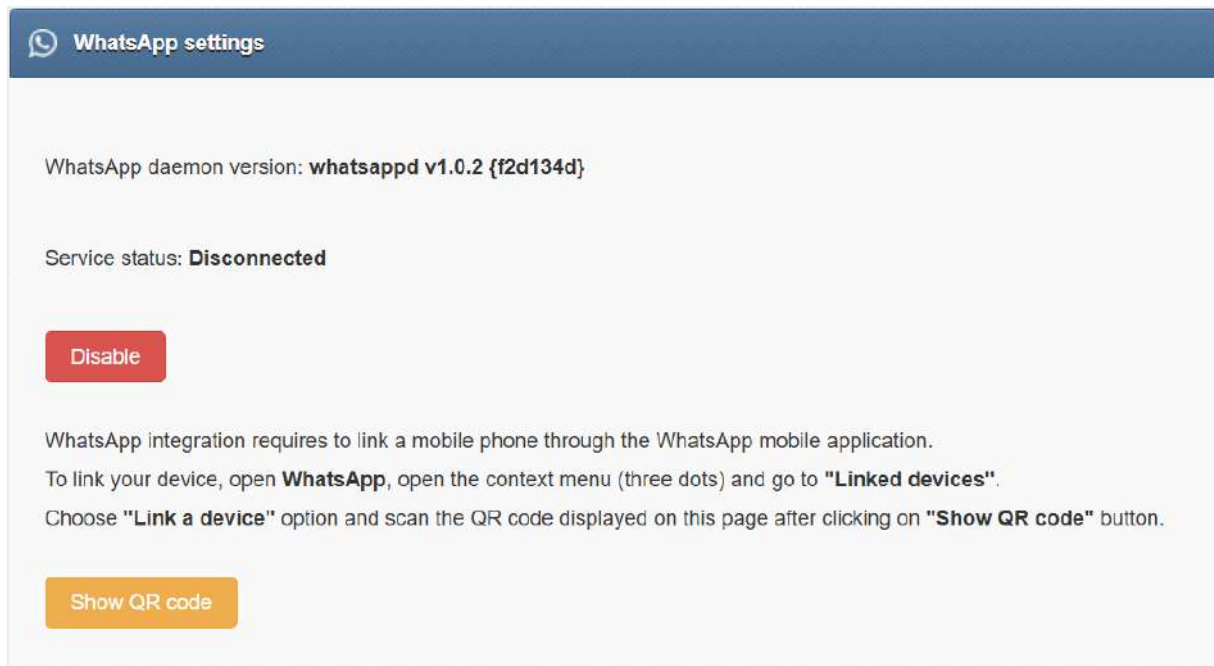 WhatsApp settings
WhatsApp daemon version: whatsappd v1.0.2 {f2d134d}
Service status: Disconnected
Disable
WhatsApp integration requires to link a mobile phone through the WhatsApp mobile application.
To link your device, open WhatsApp, open the context menu (three dots) and go to "Linked devices".
Choose "Link a device" option and scan the QR code displayed on this page after clicking on "Show QR code" button.
Show QR code